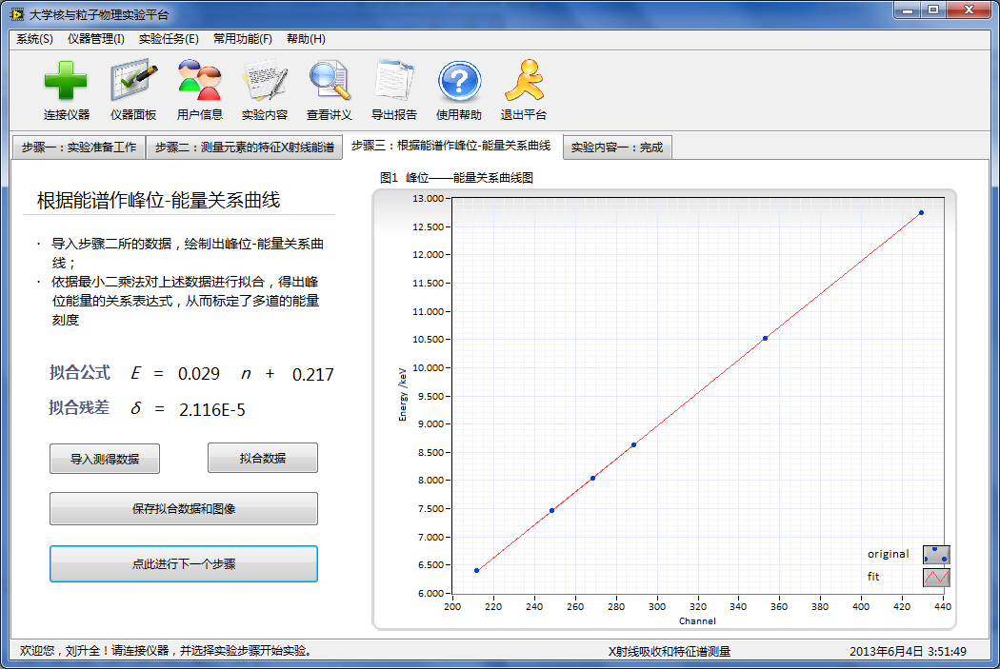 大学核与粒子物理实验平台
系统(S) 仪器管理(I) 实验任务(E) 常用功能(F) 帮助(H)
连接仪器 仪器面板 用户信息 实验内容 查看讲义 导出报告 使用帮助 退出平台
步骤一：实验准备工作 步骤二：测量元素的特征X射线能谱 步骤三：根据能谱作峰位-能量关系曲线 实验内容一：完成
根据能谱作峰位-能量关系曲线
· 导入步骤二所的数据，绘制出峰位-能量关系曲
线；
· 依据最小二乘法对上述数据进行拟合，得出峰
位能量的关系表达式，从而标定了多道的能量
刻度
拟合公式 E = 0.029 n + 0.217
拟合残差 δ = 2.116E-5
导入测得数据 拟合数据
保存拟合数据和图像
点此进行下一个步骤
图1 峰位——能量关系曲线图
13.000
12.500
12.000
11.500
11.000
10.500
10.000
9.500
9.000
8.500
8.000
7.500
7.000
6.500
6.000
Energy /keV
original
fit
200 220 240 260 280 300 320 340 360 380 400 420 440
Channel
欢迎您，刘升全！请连接仪器，并选择实验步骤开始实验。 X射线吸收和特征谱测量 2013年6月4日 3:51:49